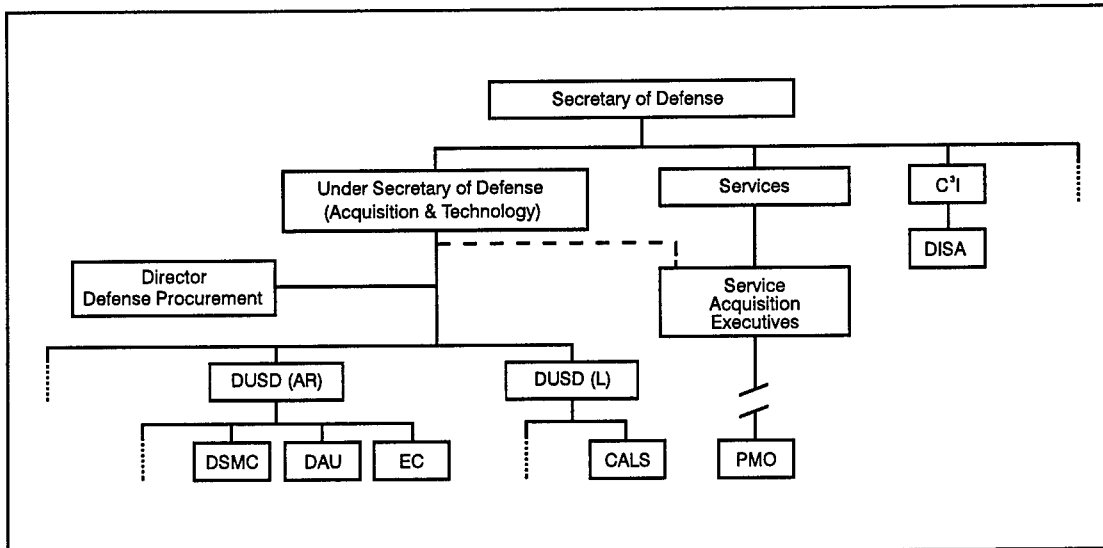 Secretary of Defense
Under Secretary of Defense
(Acquisition & Technology)
Services
C³I
DISA
Director
Defense Procurement
Service
Acquisition
Executives
DUSD (AR)
DUSD (L)
DSMC
DAU
EC
CALS
PMO